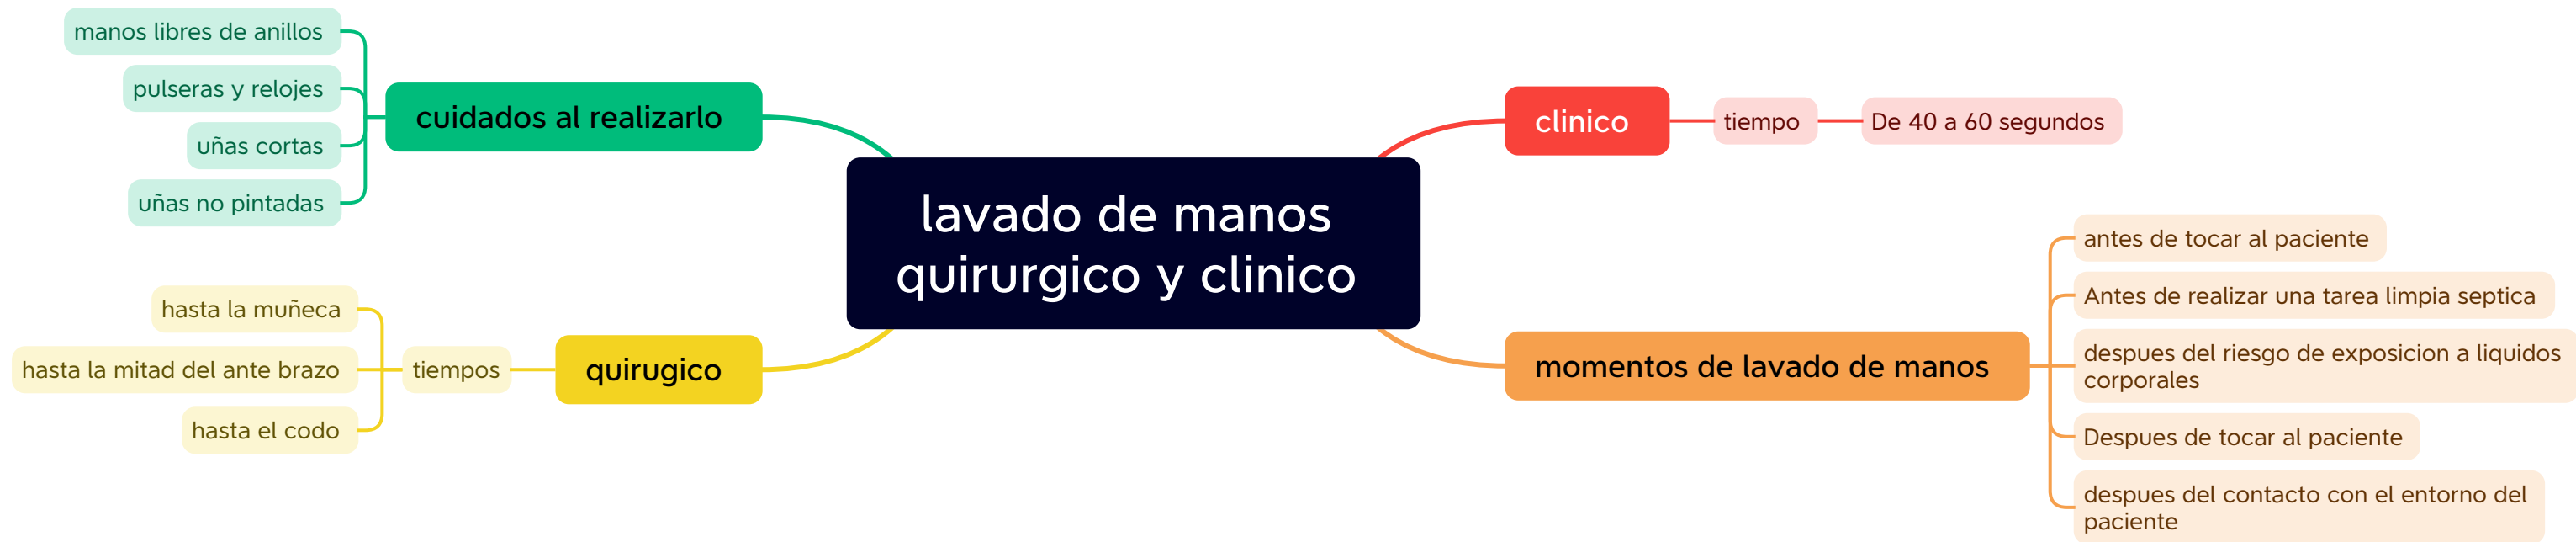 lavado de manos
quirurgico y clinico
cuidados al realizarlo
manos libres de anillos
pulseras y relojes
uñas cortas
uñas no pintadas
quirugico
tiempos
hasta la muñeca
hasta la mitad del ante brazo
hasta el codo
clinico
tiempo
De 40 a 60 segundos
momentos de lavado de manos
antes de tocar al paciente
Antes de realizar una tarea limpia septica
despues del riesgo de exposicion a liquidos
corporales
Despues de tocar al paciente
despues del contacto con el entorno del
paciente